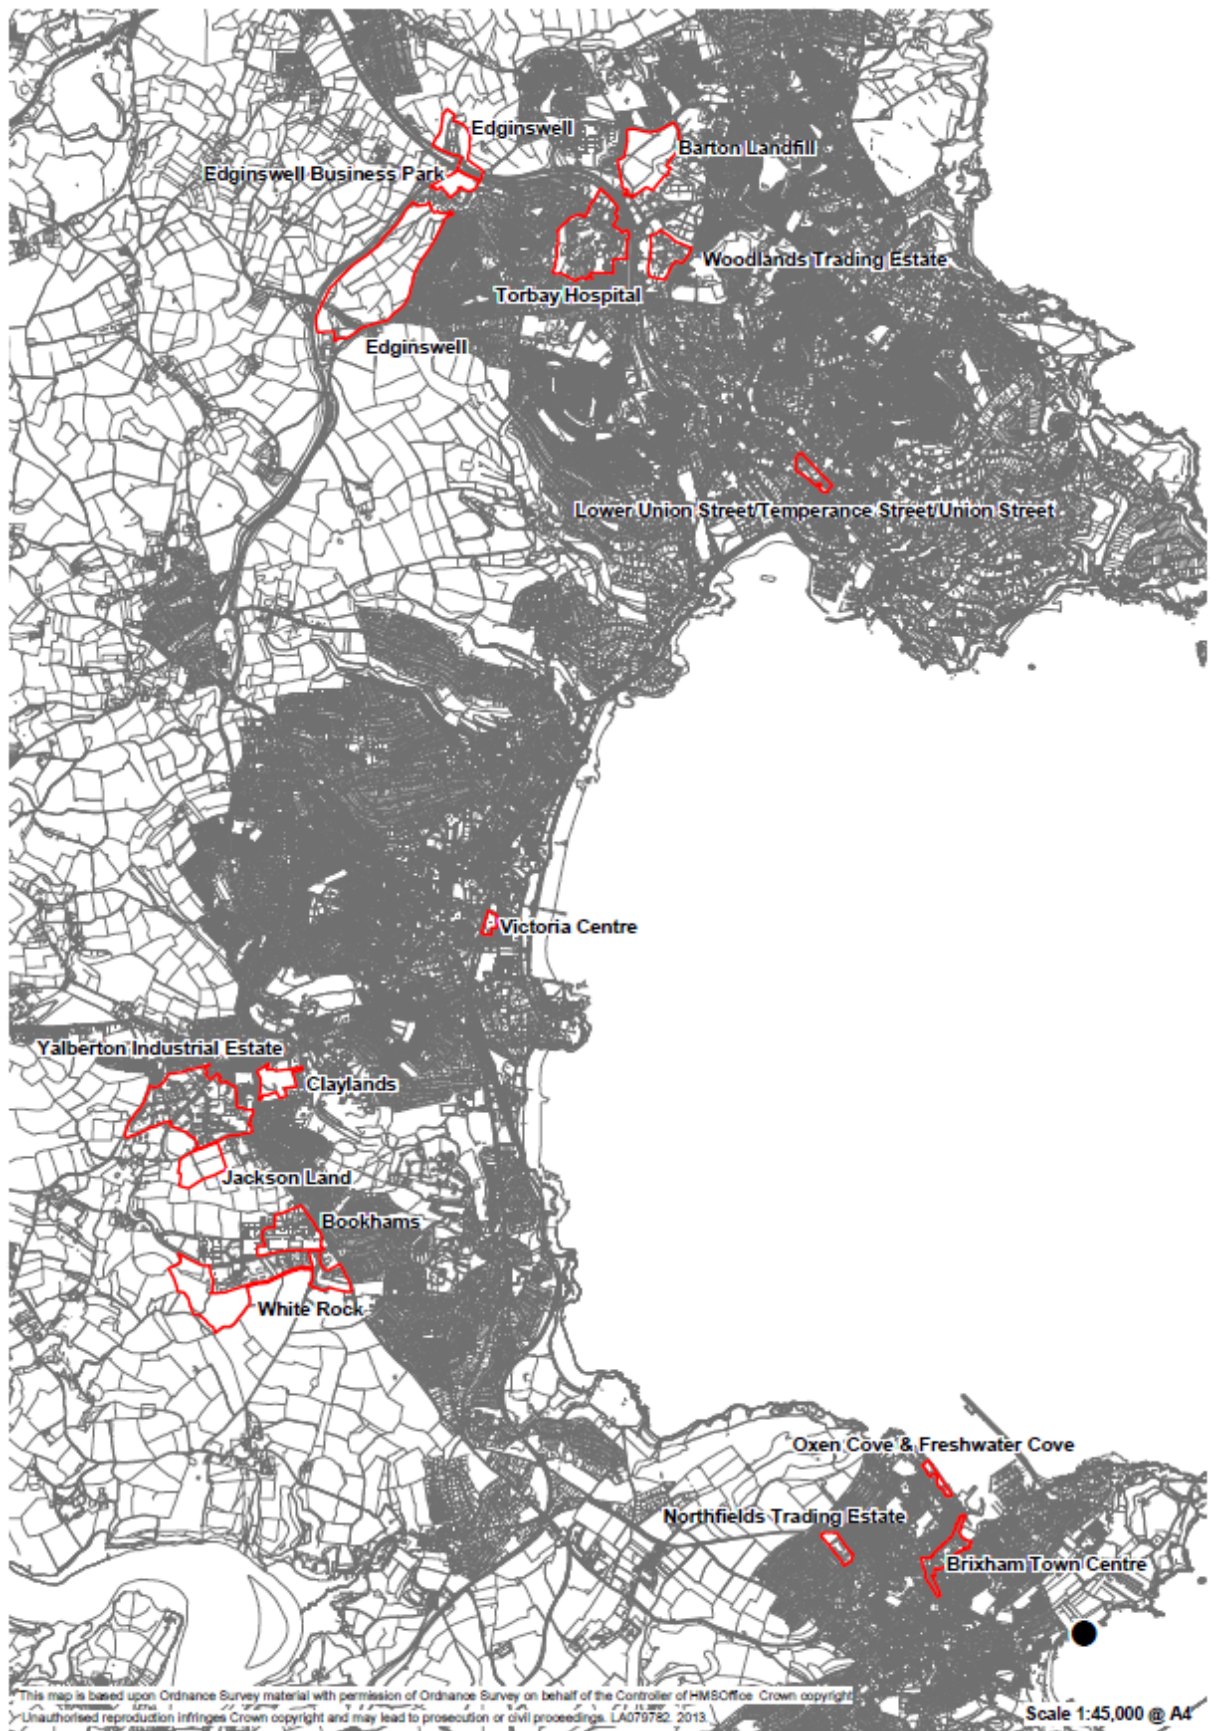 Edginswell
Barton Landfill
Edginswell Business Park
Woodlands Trading Estate
Torbay Hospital
Edginswell
Lower Union Street/Temperance Street/Union Street
Victoria Centre
Yalberton Industrial Estate
Claylands
Jackson Land
Bookhams
White Rock
Oxen Cove & Freshwater Cove
Northfields Trading Estate
Brixham Town Centre
This map is based upon Ordnance Survey material with permission of Ordnance Survey on behalf of the Controller of HMSOffice Crown copyright
Unauthorised reproduction infringes Crown copyright and may lead to prosecution or civil proceedings. LA079782. 2013.
Scale 1:45,000 @ A4